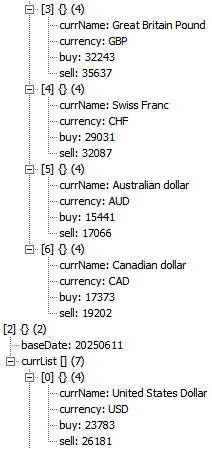 [3] {} (4)
currName: Great Britain Pound
currency: GBP
buy: 32243
sell: 35637
[4] {} (4)
currName: Swiss Franc
currency: CHF
buy: 29031
sell: 32087
[5] {} (4)
currName: Australian dollar
currency: AUD
buy: 15441
sell: 17066
[6] {} (4)
currName: Canadian dollar
currency: CAD
buy: 17373
sell: 19202
[2] {} (2)
baseDate: 20250611
currList [] (7)
[0] {} (4)
currName: United States Dollar
currency: USD
buy: 23783
sell: 26181